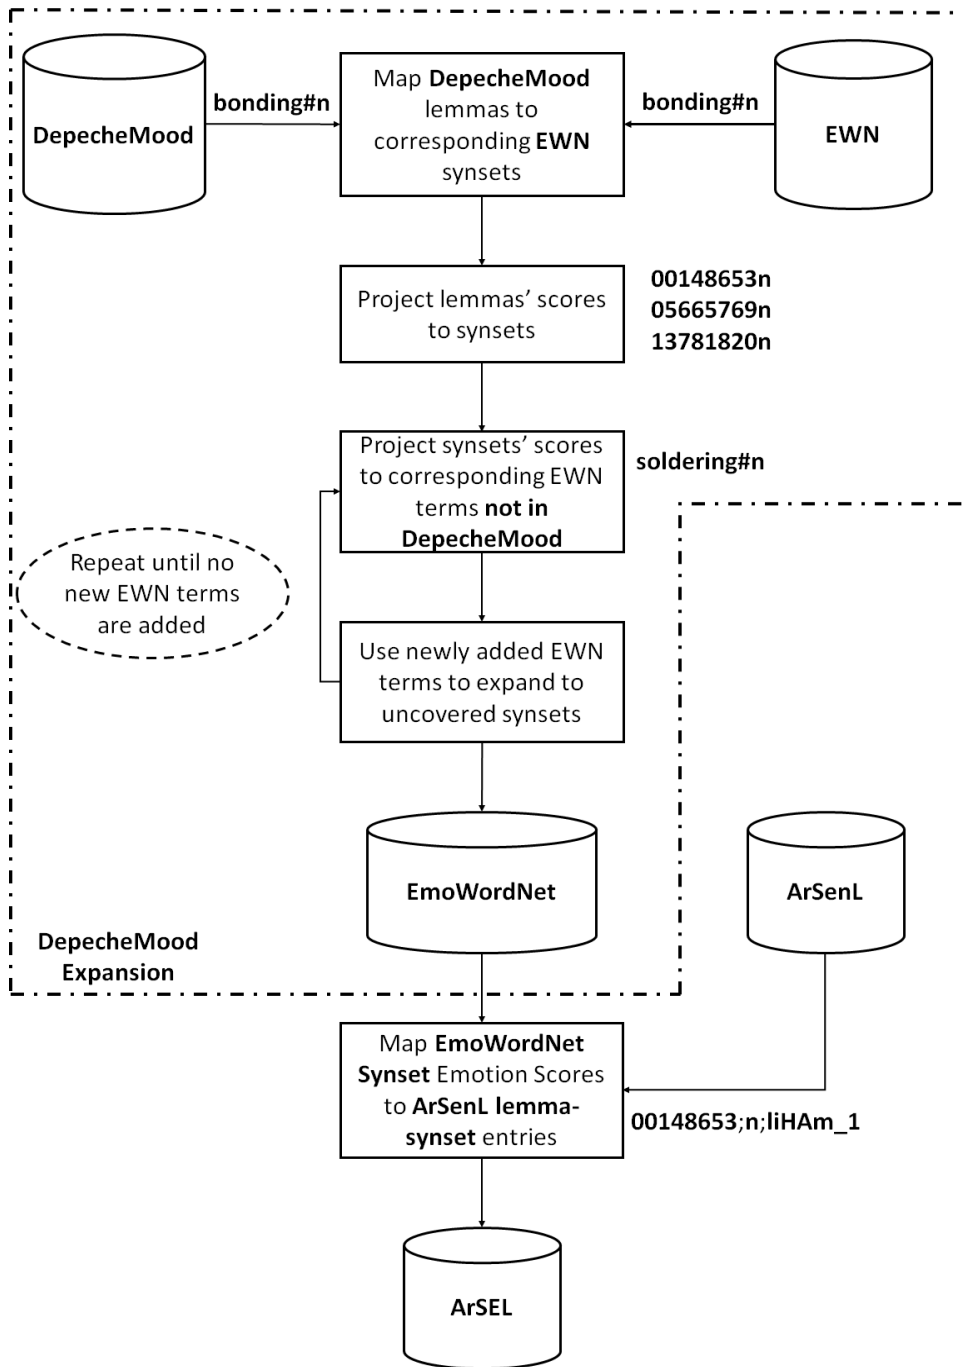 DepecheMood
bonding#n
Map DepecheMood
lemmas to
corresponding EWN
synsets
bonding#n
EWN
Project lemmas’ scores
to synsets
00148653n
05665769n
13781820n
Project synsets’ scores
to corresponding EWN
terms not in
DepecheMood
soldering#n
Repeat until no
new EWN terms
are added
Use newly added EWN
terms to expand to
uncovered synsets
EmoWordNet
ArSenL
DepecheMood
Expansion
Map EmoWordNet
Synset Emotion Scores
to ArSenL lemma-
synset entries
00148653;n;liHAm_1
ArSEL